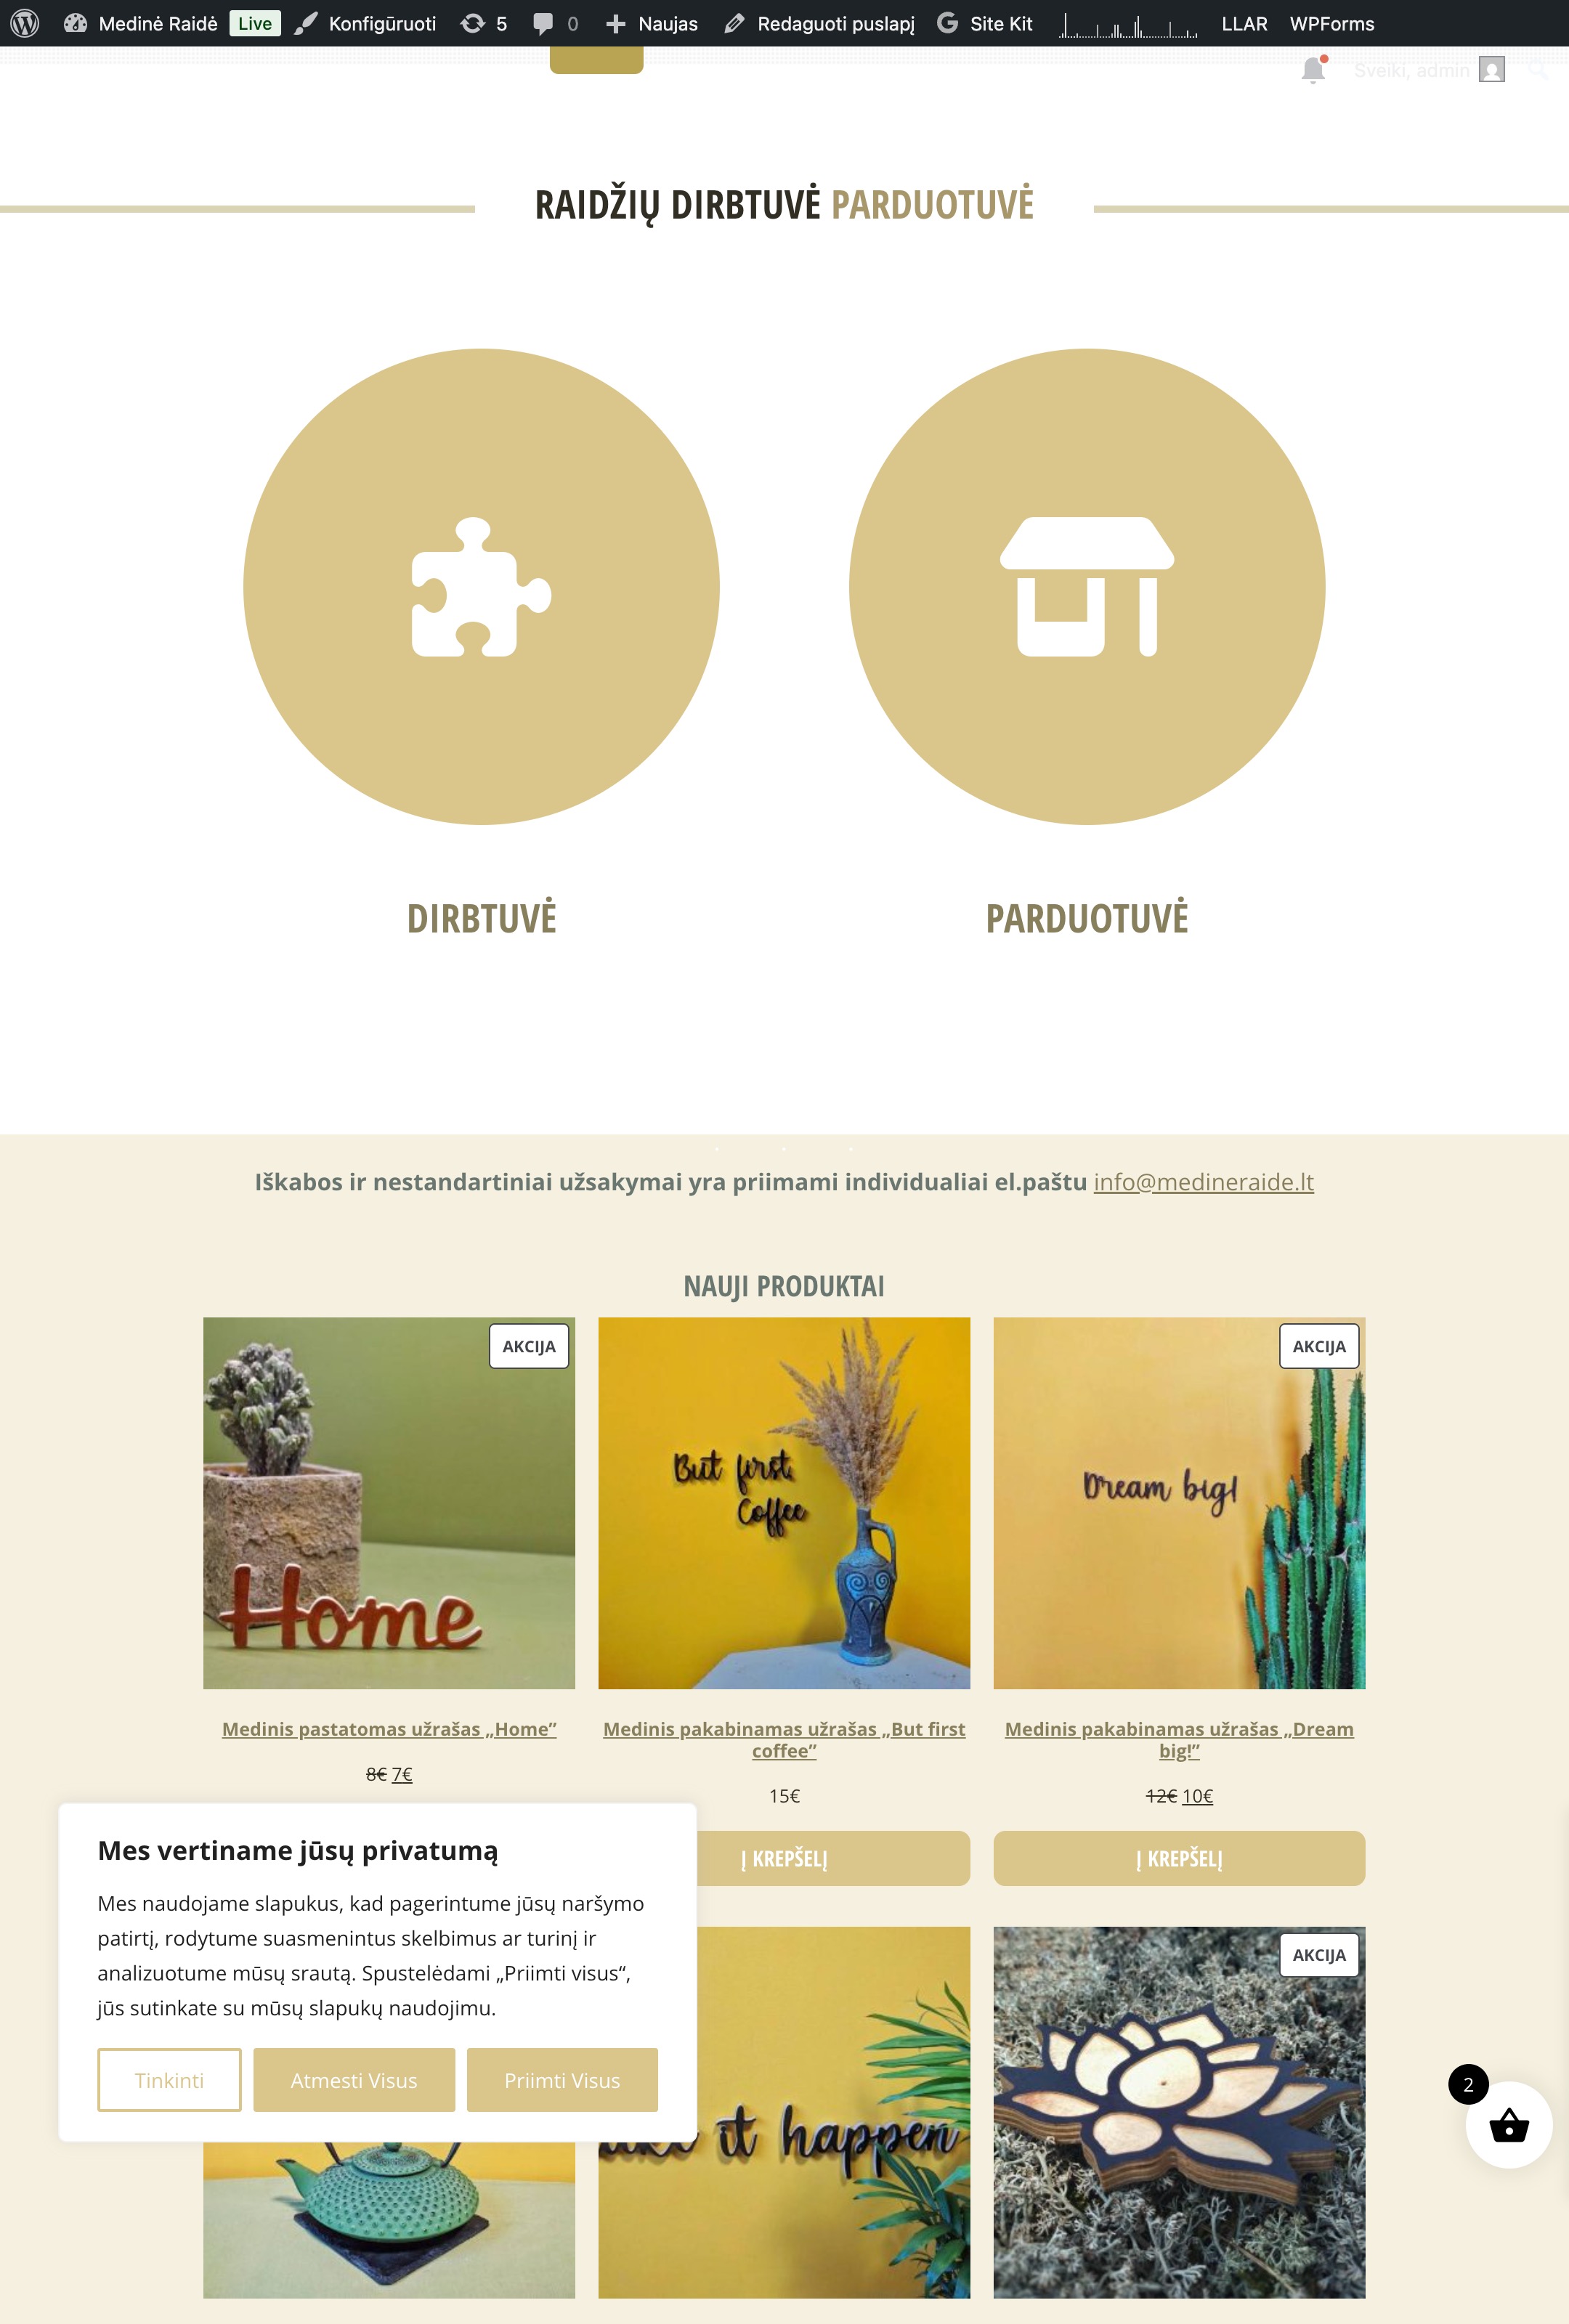 Medinė Raidė Live Konfigūruoti 5 0 Naujas Redaguoti puslapį Site Kit LLAR WPForms
Sveiki, admin
RAIDŽIŲ DIRBTUVĖ PARDUOTUVĖ
DIRBTUVĖ
PARDUOTUVĖ
Iškabos ir nestandartiniai užsakymai yra priimami individualiai el.paštu info@medineraide.lt
NAUJI PRODUKTAI
AKCIJA
Home
But first
Coffee
AKCIJA
Dream big!
Medinis pastatomas užrašas „Home”
8€ 7€
Medinis pakabinamas užrašas „But first
coffee”
15€
Į KREPŠELĮ
Medinis pakabinamas užrašas „Dream
big!”
12€ 10€
Į KREPŠELĮ
Mes vertiname jūsų privatumą
Mes naudojame slapukus, kad pagerintume jūsų naršymo
patirtį, rodytume suasmenintus skelbimus ar turinį ir
analizuotume mūsų srautą. Spustelėdami „Priimti visus“,
jūs sutinkate su mūsų slapukų naudojimu.
Tinkinti
Atmesti Visus
Priimti Visus
it happen
AKCIJA
2